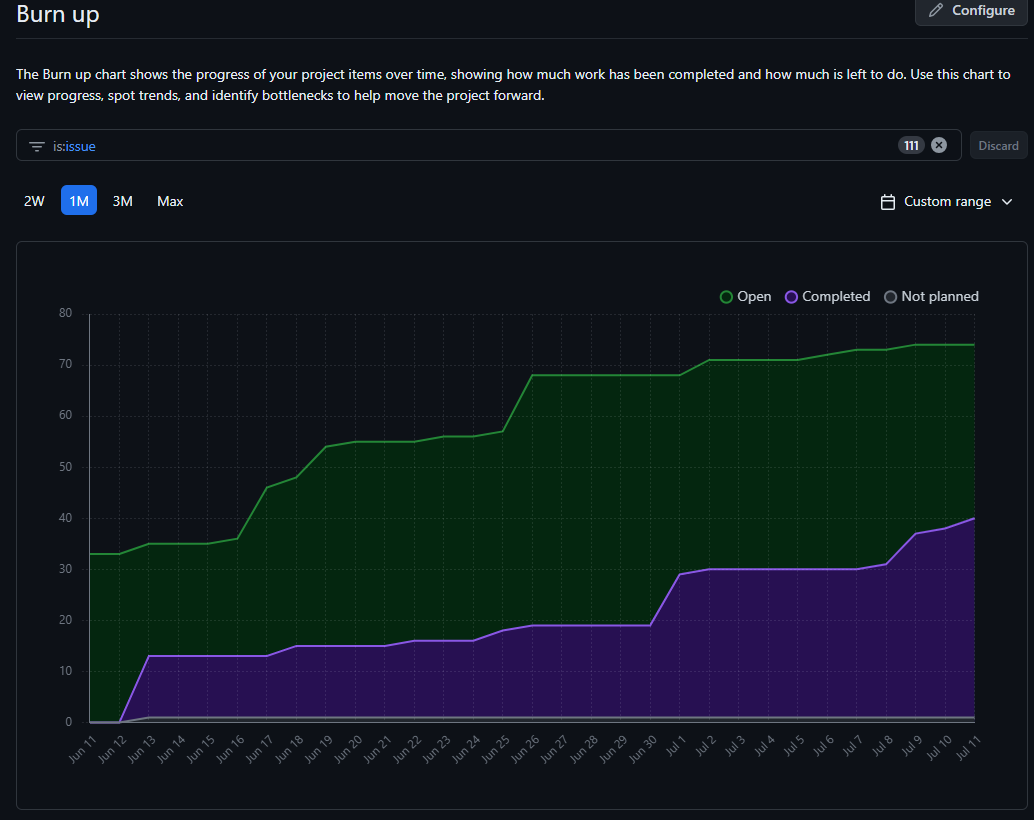 Burn up
Configure
The Burn up chart shows the progress of your project items over time, showing how much work has been completed and how much is left to do. Use this chart to
view progress, spot trends, and identify bottlenecks to help move the project forward.
is:issue
111
Discard
2W 1M 3M Max
Custom range
Open Completed Not planned
80
70
60
50
40
30
20
10
0
Jun 11 Jun 12 Jun 13 Jun 14 Jun 15 Jun 16 Jun 17 Jun 18 Jun 19 Jun 20 Jun 21 Jun 22 Jun 23 Jun 24 Jun 25 Jun 26 Jun 27 Jun 28 Jun 29 Jun 30 Jul 1 Jul 2 Jul 3 Jul 4 Jul 5 Jul 6 Jul 7 Jul 8 Jul 9 Jul 10 Jul 11